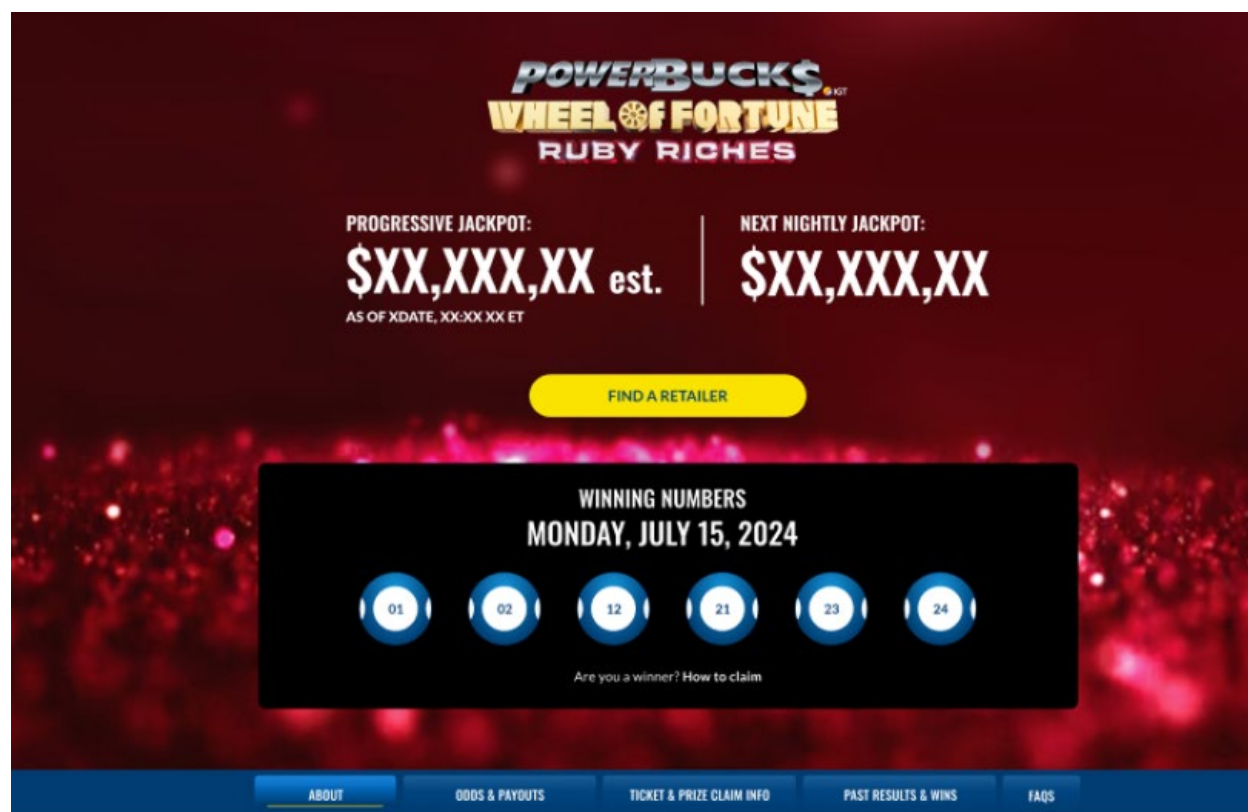 POWERBUCK$
IGT
WHEEL OF FORTUNE
RUBY RICHES
PROGRESSIVE JACKPOT:
$XX,XXX,XX est.
AS OF XDATE, XX:XX XX ET
NEXT NIGHTLY JACKPOT:
$XX,XXX,XX
FIND A RETAILER
WINNING NUMBERS
MONDAY, JULY 15, 2024
01 02 12 21 23 24
Are you a winner? How to claim
ABOUT ODDS & PAYOUTS TICKET & PRIZE CLAIM INFO PAST RESULTS & WINS FAQS